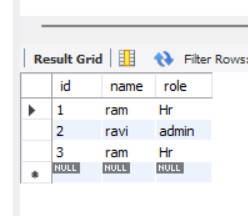 Result Grid Filter Rows:
id name role
1 ram Hr
2 ravi admin
3 ram Hr
NULL NULL NULL